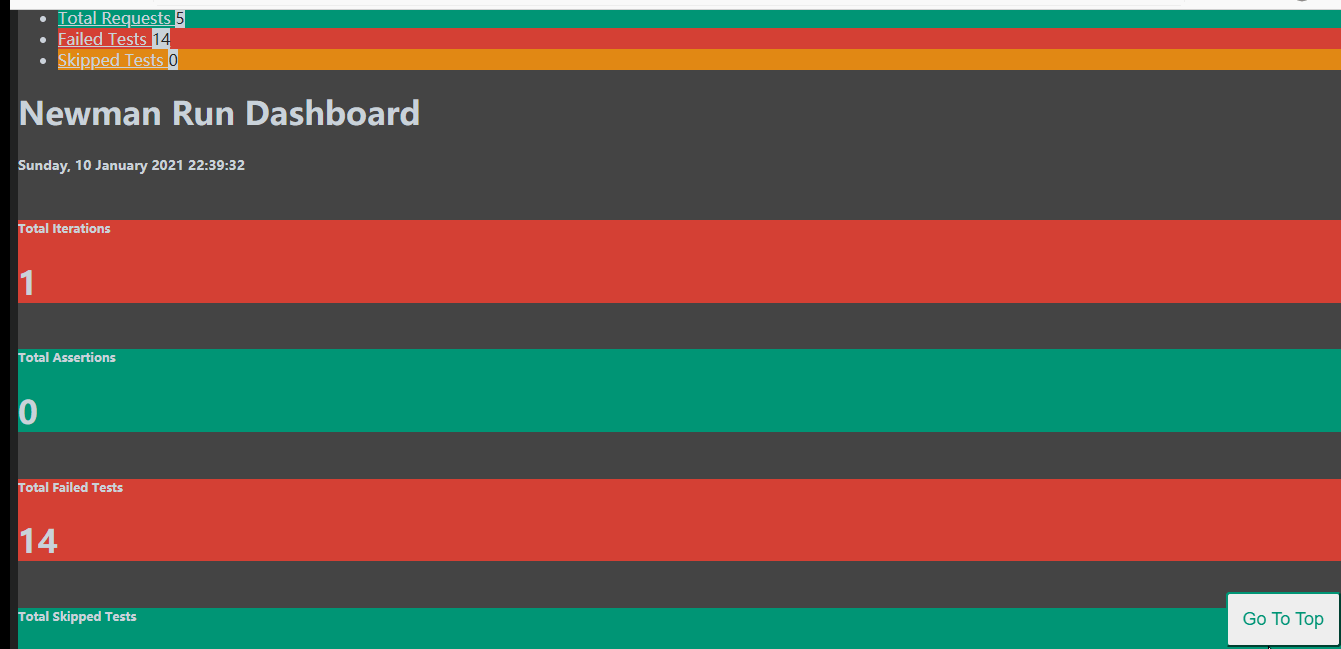 Total Requests 5
Failed Tests 14
Skipped Tests 0
Newman Run Dashboard
Sunday, 10 January 2021 22:39:32
Total Iterations
1
Total Assertions
0
Total Failed Tests
14
Total Skipped Tests
Go To Top